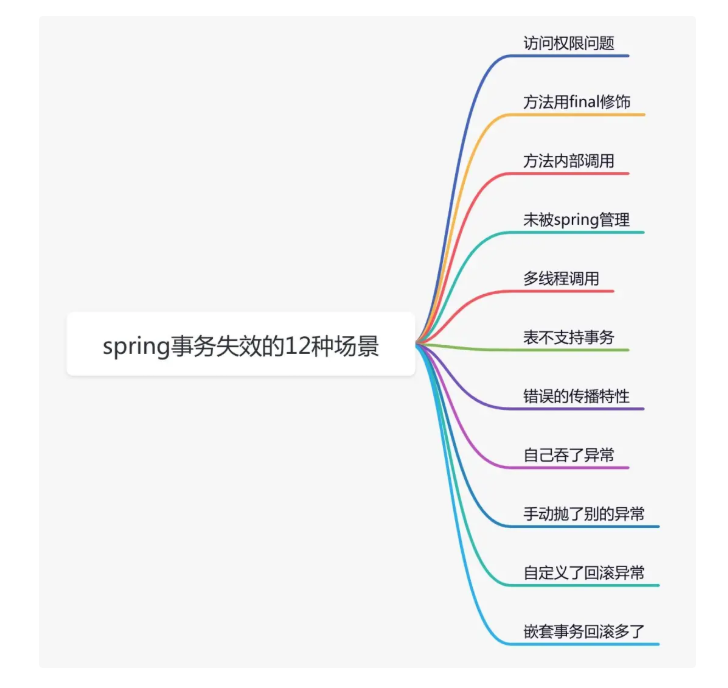 访问权限问题
方法用final修饰
方法内部调用
未被spring管理
多线程调用
spring事务失效的12种场景
表不支持事务
错误的传播特性
自己吞了异常
手动抛了别的异常
自定义了回滚异常
嵌套事务回滚多了